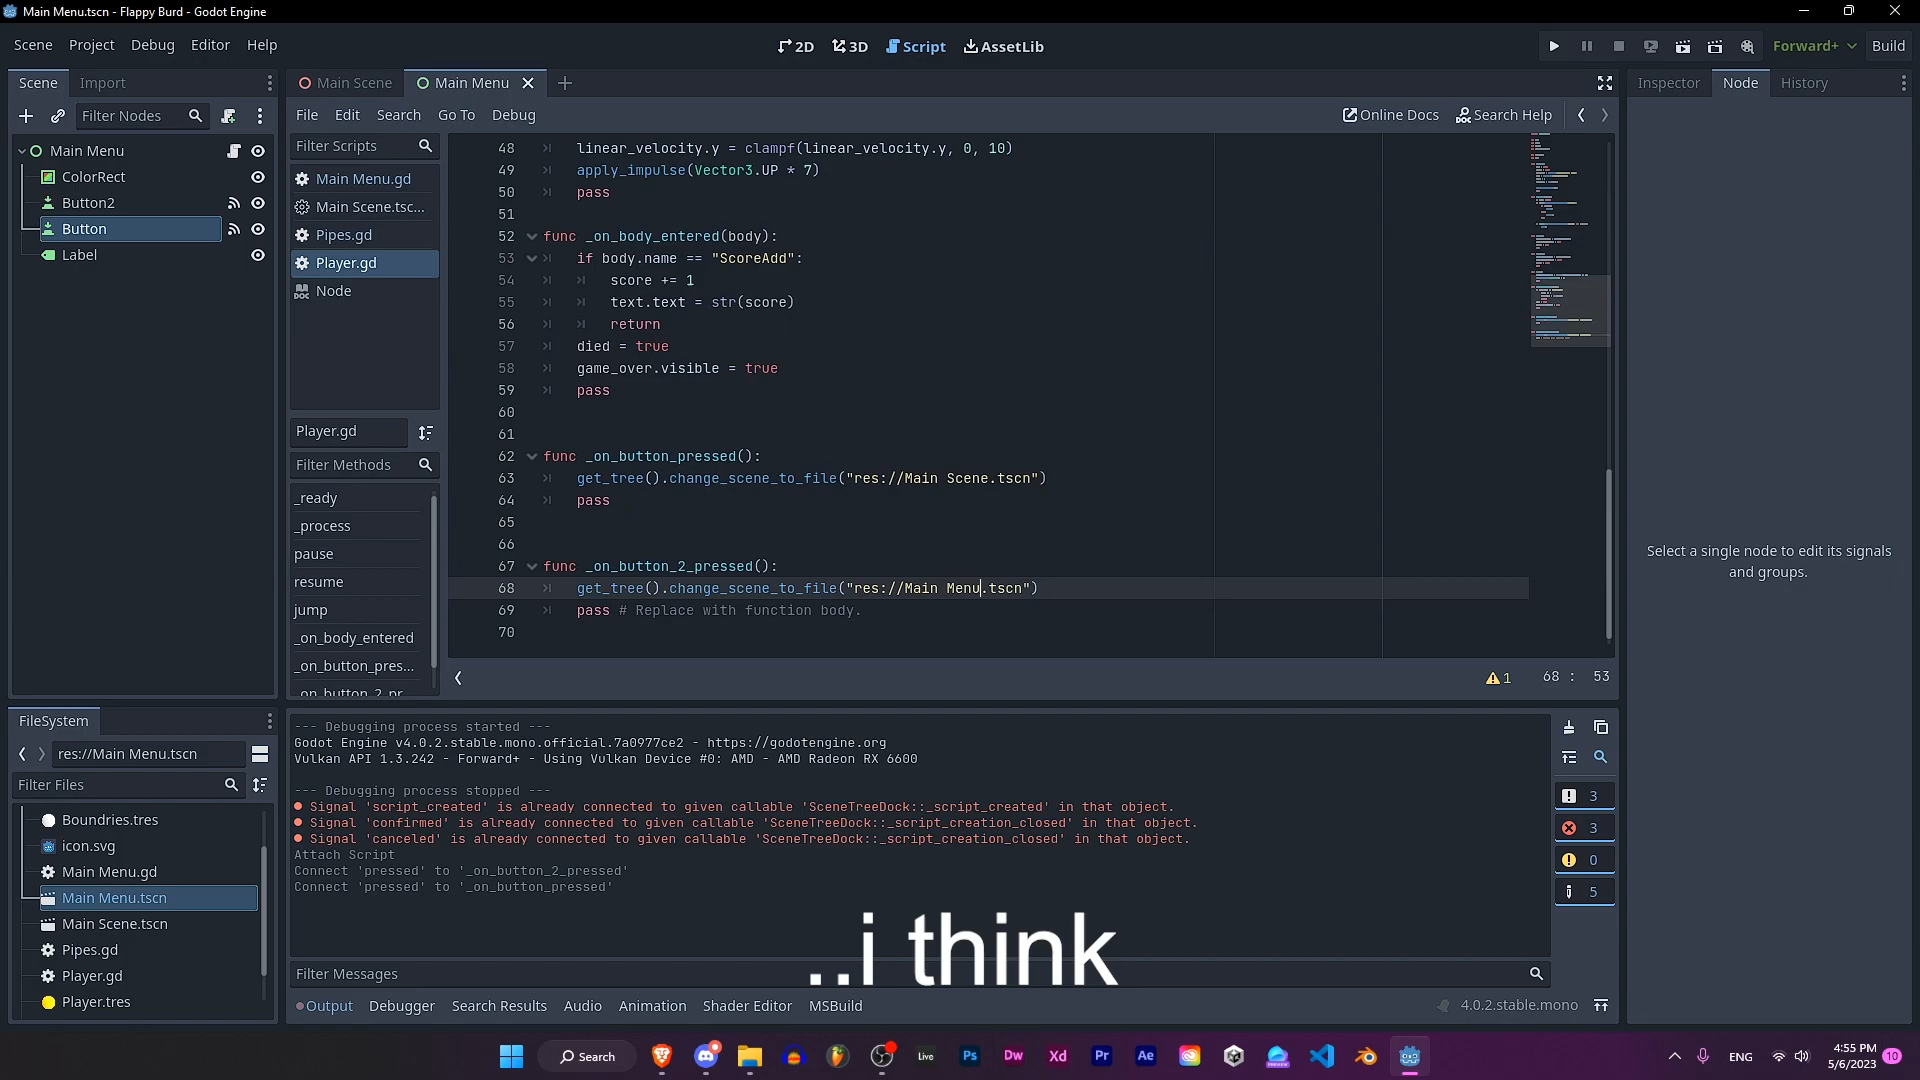 Main Menu.tscn - Flappy Burd - Godot Engine
Scene Project Debug Editor Help
2D 3D Script AssetLib
Forward+ Build
Scene Import
Main Scene Main Menu
Inspector Node History
Filter Nodes
File Edit Search Go To Debug
Online Docs Search Help
Main Menu
ColorRect
Button2
Button
Label
Filter Scripts
Main Menu.gd
Main Scene.tsc...
Pipes.gd
Player.gd
Node
Player.gd
Filter Methods
_ready
_process
pause
resume
jump
_on_body_entered
_on_button_pres...
_on_button_2_pr...
48 linear_velocity.y = clampf(linear_velocity.y, 0, 10)
49 apply_impulse(Vector3.UP * 7)
50 pass
51
52 func _on_body_entered(body):
53 if body.name == "ScoreAdd":
54 score += 1
55 text.text = str(score)
56 return
57 died = true
58 game_over.visible = true
59 pass
60
61
62 func _on_button_pressed():
63 get_tree().change_scene_to_file("res://Main Scene.tscn")
64 pass
65
66
67 func _on_button_2_pressed():
68 get_tree().change_scene_to_file("res://Main Menu.tscn")
69 pass # Replace with function body.
70
1 68 : 53
Select a single node to edit its signals
and groups.
FileSystem
res://Main Menu.tscn
Filter Files
Boundries.tres
icon.svg
Main Menu.gd
Main Menu.tscn
Main Scene.tscn
Pipes.gd
Player.gd
Player.tres
--- Debugging process started ---
Godot Engine v4.0.2.stable.mono.official.7a0977ce2 - https://godotengine.org
Vulkan API 1.3.242 - Forward+ - Using Vulkan Device #0: AMD - AMD Radeon RX 6600
--- Debugging process stopped ---
Signal 'script_created' is already connected to given callable 'SceneTreeDock::_script_created' in that object.
Signal 'confirmed' is already connected to given callable 'SceneTreeDock::_script_creation_closed' in that object.
Signal 'canceled' is already connected to given callable 'SceneTreeDock::_script_creation_closed' in that object.
Attach Script
Connect 'pressed' to '_on_button_2_pressed'
Connect 'pressed' to '_on_button_pressed'
3
3
0
5
..i think
Filter Messages
Output Debugger Search Results Audio Animation Shader Editor MSBuild
4.0.2.stable.mono
Search
Live Ps Dw Xd Pr Ae
ENG
4:55 PM
5/6/2023
10